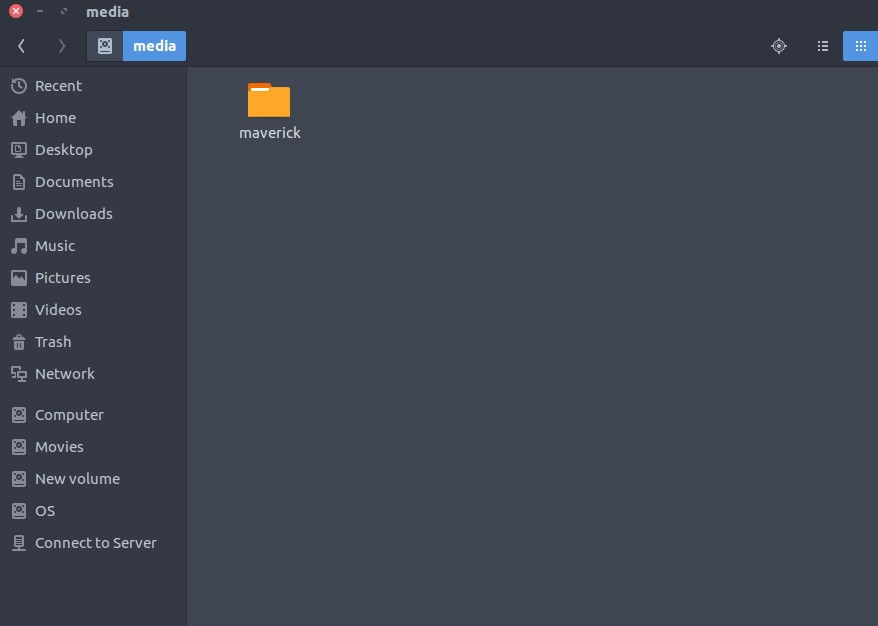 media
media
Recent
Home
Desktop
Documents
Downloads
Music
Pictures
Videos
Trash
Network
Computer
Movies
New volume
OS
Connect to Server
maverick